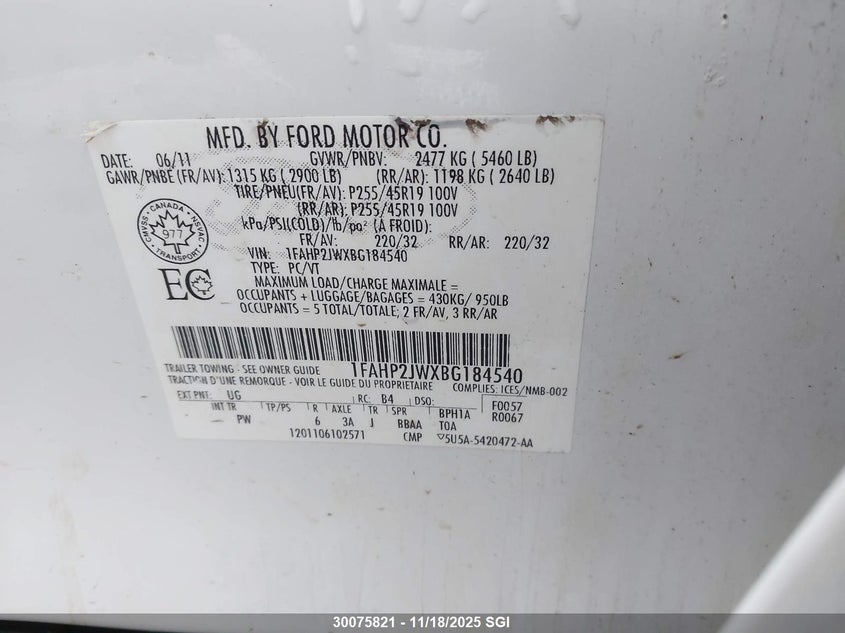 MFD. BY FORD MOTOR CO.
DATE: 06/11 GVWR/PNBV: 2477 KG ( 5460 LB)
GAWR/PNBE (FR/AV): 1315 KG ( 2900 LB) (RR/AR): 1198 KG ( 2640 LB)
TIRE/PNEU(FR/AV): P255/45R19 100V
(RR/AR): P255/45R19 100V
kPa/PSI(COLD)/lb/po² (À FROID):
FR/AV: 220/32 RR/AR: 220/32
VIN: 1FAHP2JWXBG184540
TYPE: PC/VT
MAXIMUM LOAD/CHARGE MAXIMALE =
OCCUPANTS + LUGGAGE/BAGAGES = 430KG/ 950LB
OCCUPANTS = 5 TOTAL/TOTALE; 2 FR/AV, 3 RR/AR
CANADA
CMVSS NSVAC
977
TRANSPORT
EC
1FAHP2JWXBG184540
TRAILER TOWING - SEE OWNER GUIDE
TRACTION D'UNE REMORQUE - VOIR LE GUIDE DU PROPRIETAIRE COMPLIES: ICES/NMB-002
EXT PNT: UG RC: B4 DSO: F0057
INT TR TP/PS R AXLE TR SPR BPH1A R0067
PW 6 3A J BBAA T0A
1201106102571 CMP ▽5U5A-5420472-AA
30075821 - 11/18/2025 SGI